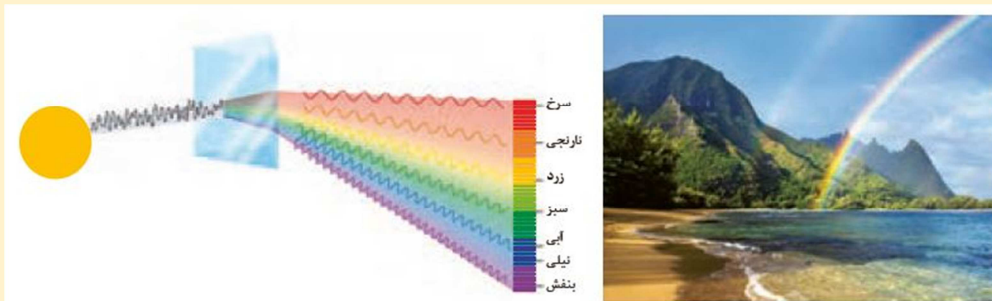 سرخ
نارنجی
زرد
سبز
آبی
نیلی
بنفش